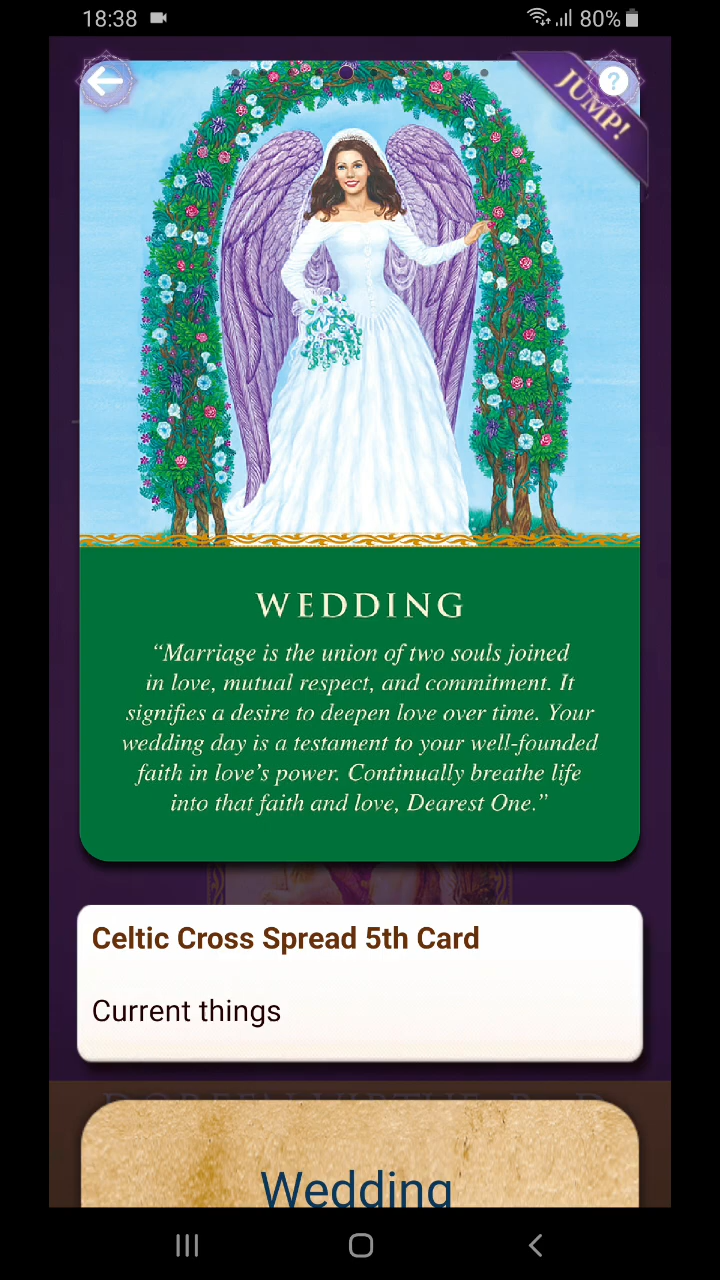 18:38
80%
JUMP!
?
WEDDING
“Marriage is the union of two souls joined
in love, mutual respect, and commitment. It
signifies a desire to deepen love over time. Your
wedding day is a testament to your well-founded
faith in love’s power. Continually breathe life
into that faith and love, Dearest One.”
Celtic Cross Spread 5th Card
Current things
Wedding